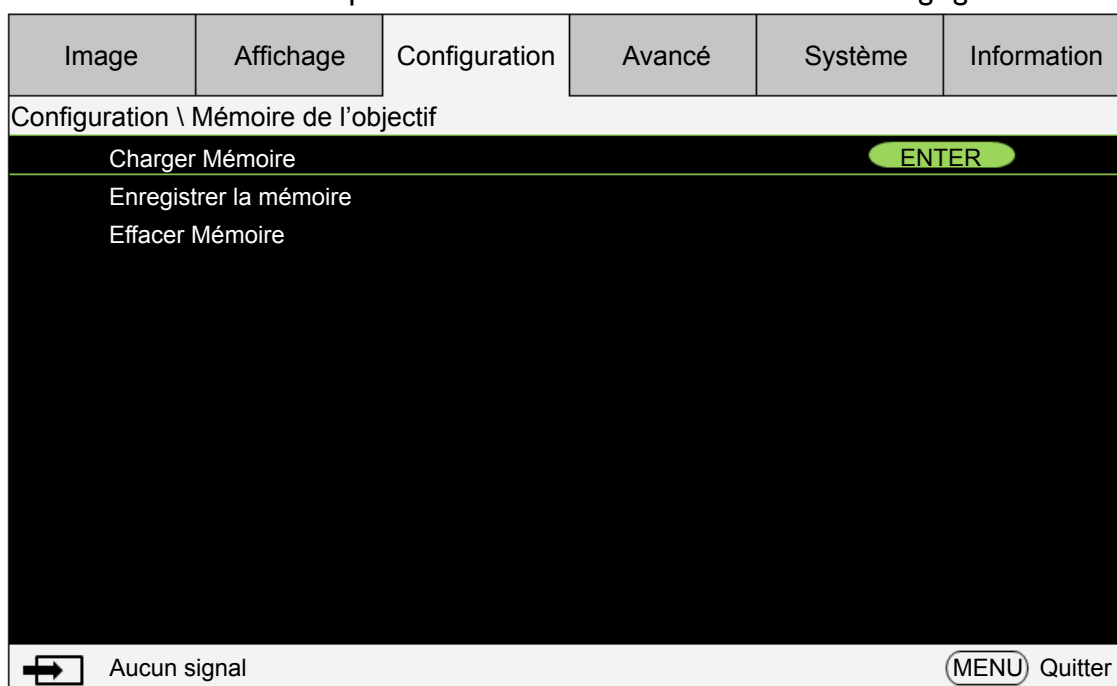 Image Affichage Configuration Avancé Système Information
Configuration \ Mémoire de l’objectif
Charger Mémoire ENTER
Enregistrer la mémoire
Effacer Mémoire
Aucun signal MENU Quitter